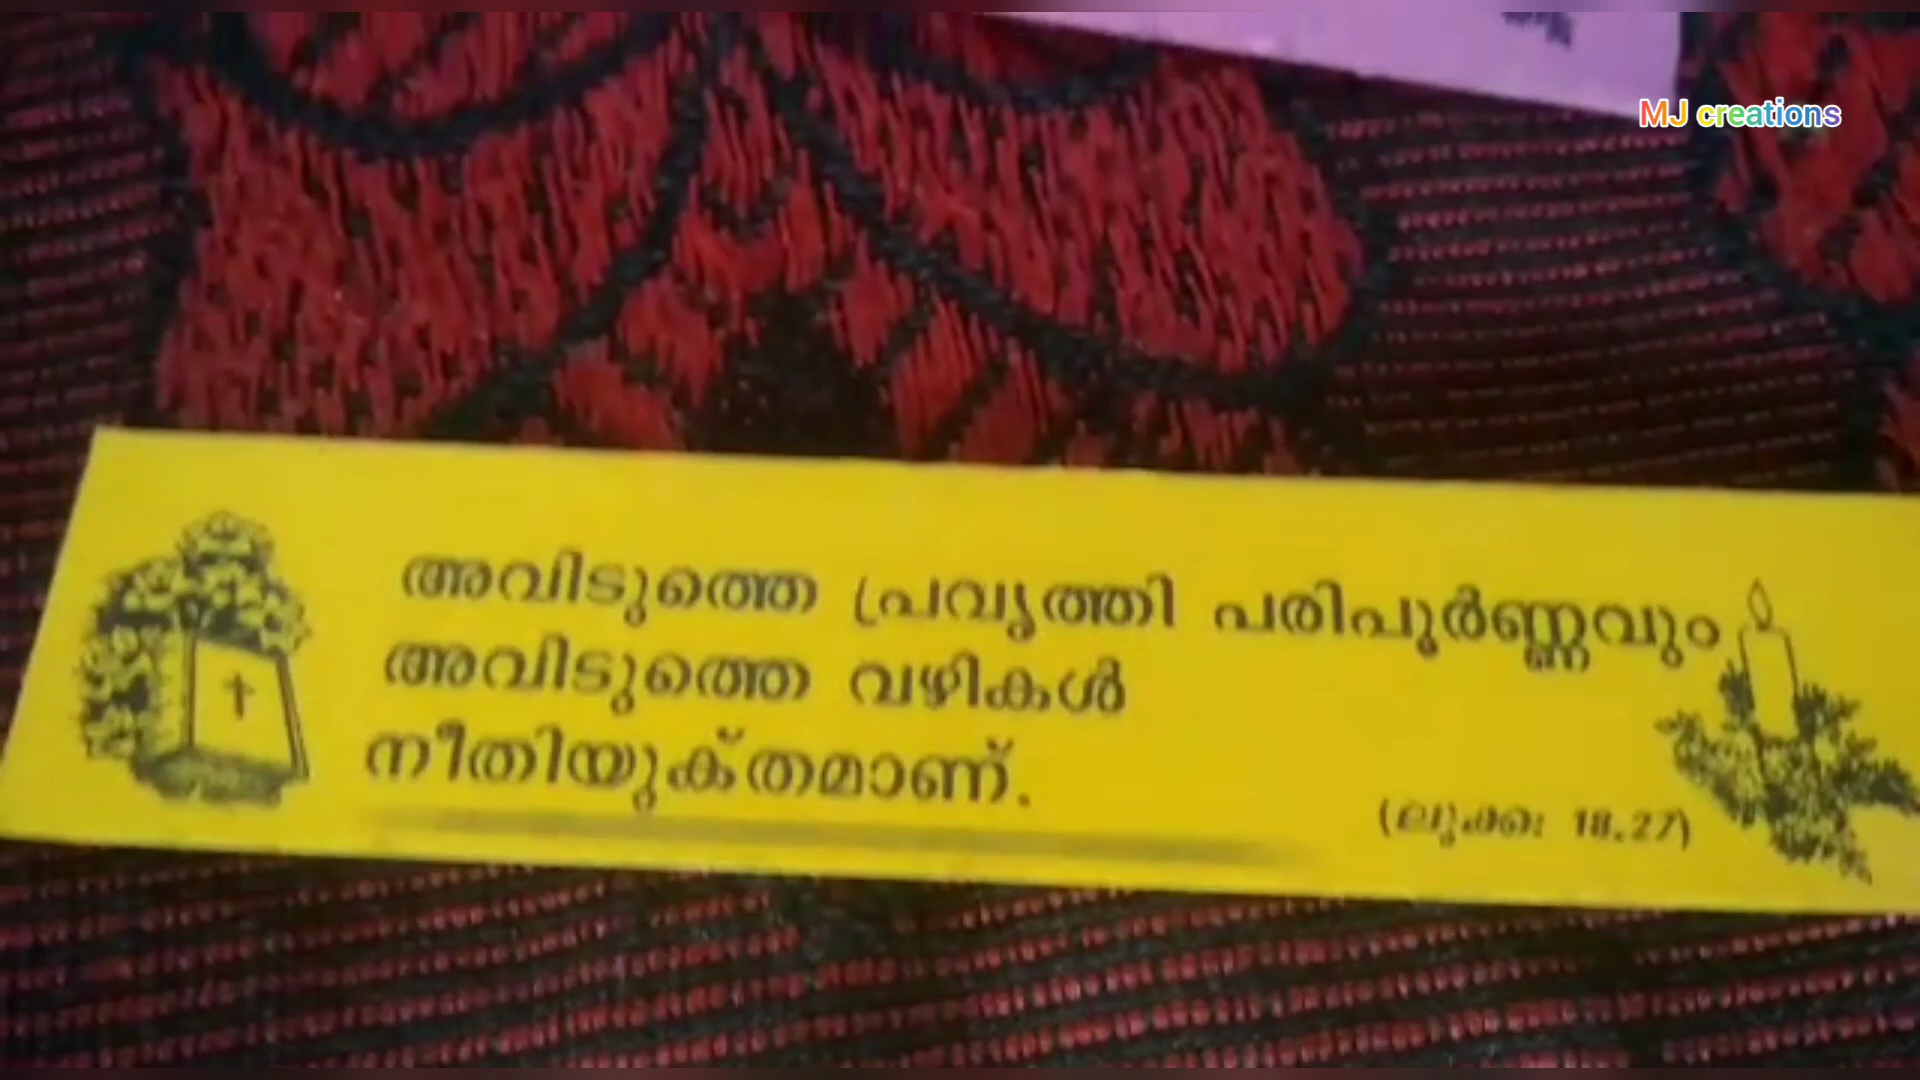 MJ creations
അവിടുത്തെ പ്രവൃത്തി പരിപൂർണ്ണവും
അവിടുത്തെ വഴികൾ
നീതിയുക്തമാണ്.
(ലൂക്കാ: 18.27)